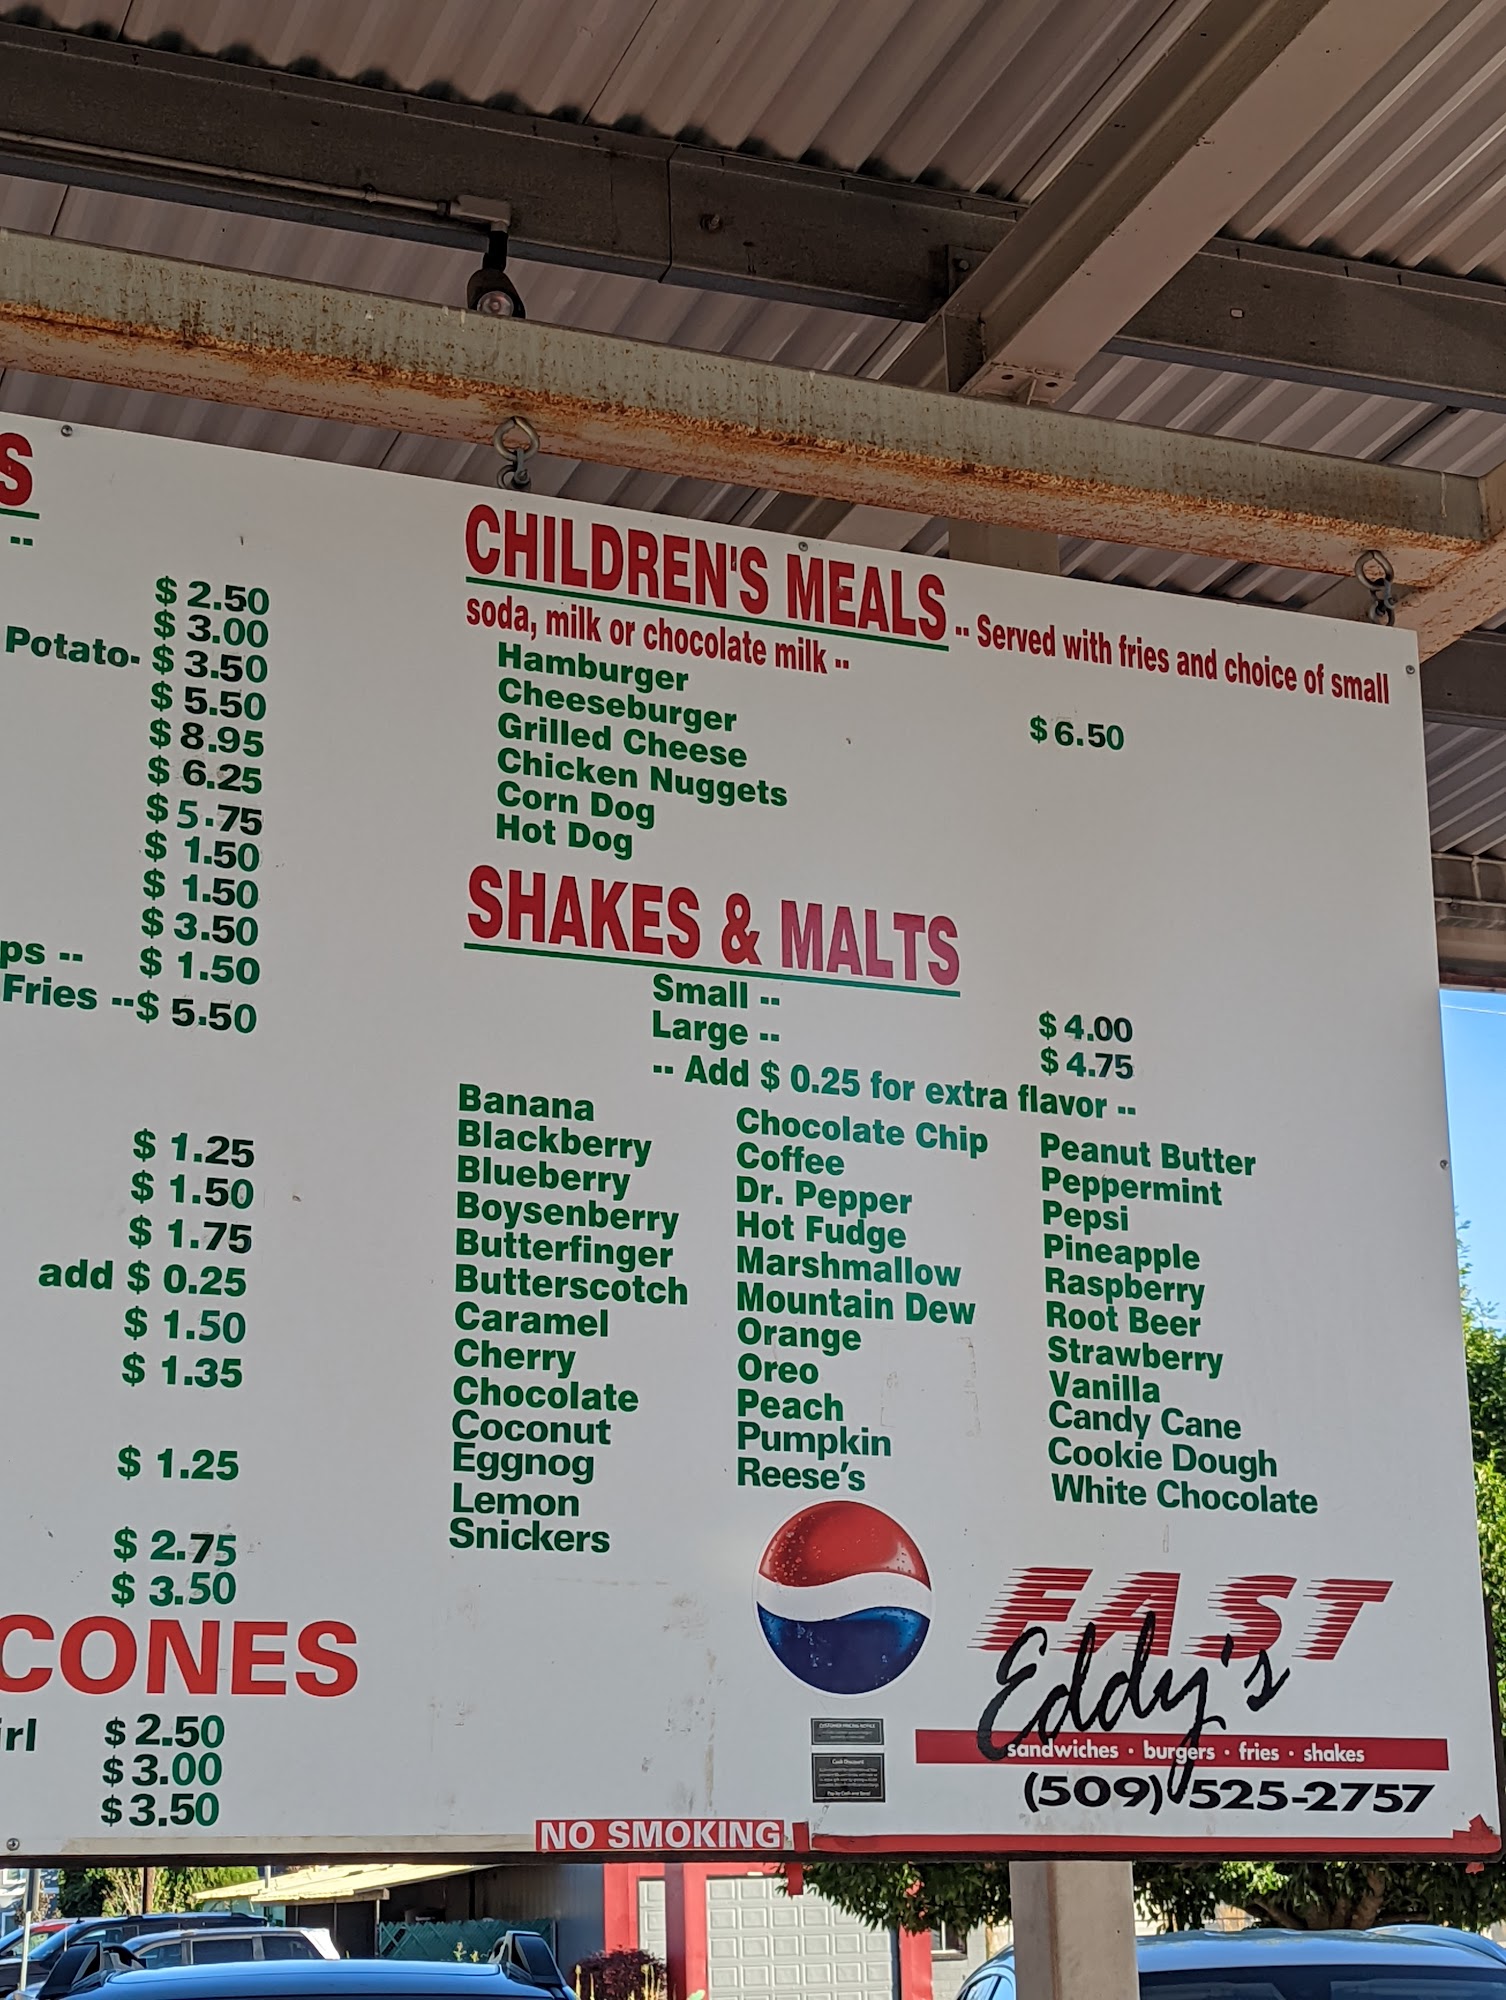 S
--
$ 2.50
$ 3.00
Potato- $ 3.50
$ 5.50
$ 8.95
$ 6.25
$ 5.75
$ 1.50
$ 1.50
$ 3.50
ps -- $ 1.50
Fries -- $ 5.50
$ 1.25
$ 1.50
$ 1.75
add $ 0.25
$ 1.50
$ 1.35
$ 1.25
$ 2.75
$ 3.50
CONES
irl $ 2.50
$ 3.00
$ 3.50
CHILDREN'S MEALS -- Served with fries and choice of small
soda, milk or chocolate milk --
Hamburger
Cheeseburger
Grilled Cheese
Chicken Nuggets
Corn Dog
Hot Dog
$ 6.50
SHAKES & MALTS
Small -- $ 4.00
Large -- $ 4.75
-- Add $ 0.25 for extra flavor --
Banana
Blackberry
Blueberry
Boysenberry
Butterfinger
Butterscotch
Caramel
Cherry
Chocolate
Coconut
Eggnog
Lemon
Snickers
Chocolate Chip
Coffee
Dr. Pepper
Hot Fudge
Marshmallow
Mountain Dew
Orange
Oreo
Peach
Pumpkin
Reese's
Peanut Butter
Peppermint
Pepsi
Pineapple
Raspberry
Root Beer
Strawberry
Vanilla
Candy Cane
Cookie Dough
White Chocolate
FAST
Eddy's
sandwiches · burgers · fries · shakes
(509) 525-2757
Cash Discount
NO SMOKING